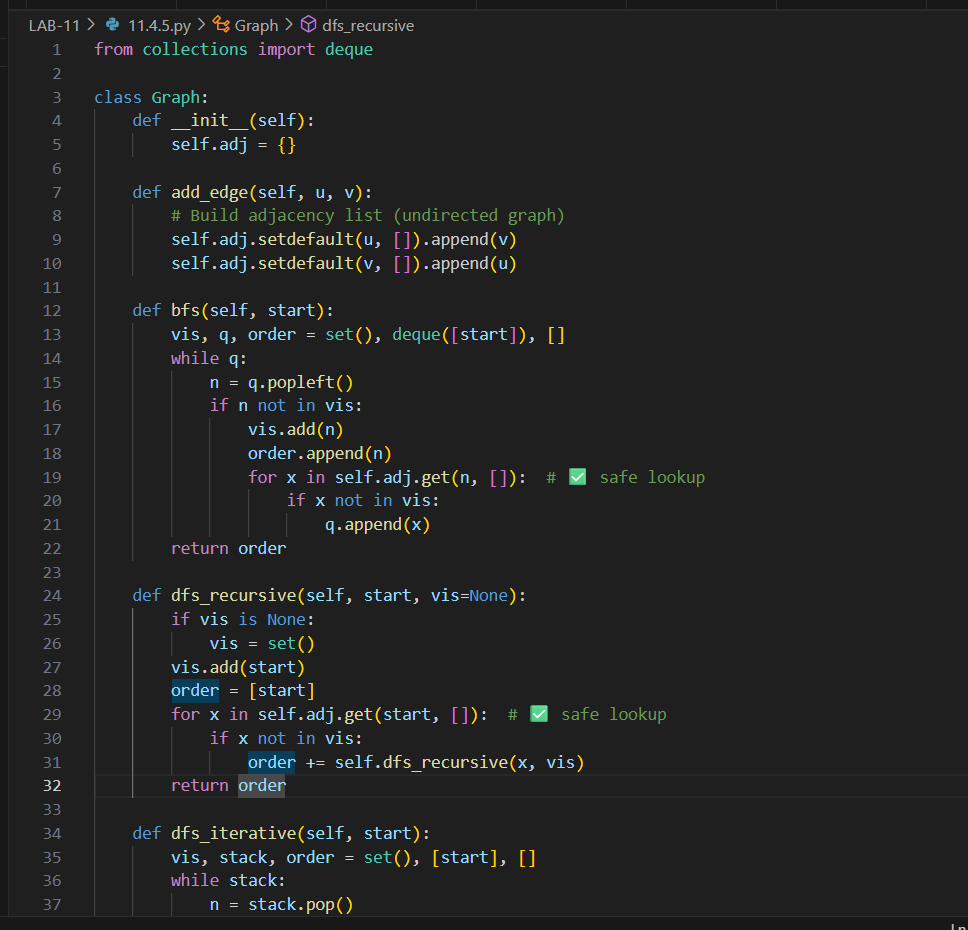 LAB-11 > 11.4.5.py > Graph > dfs_recursive
1 from collections import deque
2
3 class Graph:
4     def __init__(self):
5         self.adj = {}
6
7     def add_edge(self, u, v):
8         # Build adjacency list (undirected graph)
9         self.adj.setdefault(u, []).append(v)
10         self.adj.setdefault(v, []).append(u)
11
12     def bfs(self, start):
13         vis, q, order = set(), deque([start]), []
14         while q:
15             n = q.popleft()
16             if n not in vis:
17                 vis.add(n)
18                 order.append(n)
19                 for x in self.adj.get(n, []):  # ✅ safe lookup
20                     if x not in vis:
21                         q.append(x)
22         return order
23
24     def dfs_recursive(self, start, vis=None):
25         if vis is None:
26             vis = set()
27         vis.add(start)
28         order = [start]
29         for x in self.adj.get(start, []):  # ✅ safe lookup
30             if x not in vis:
31                 order += self.dfs_recursive(x, vis)
32         return order
33
34     def dfs_iterative(self, start):
35         vis, stack, order = set(), [start], []
36         while stack:
37             n = stack.pop()